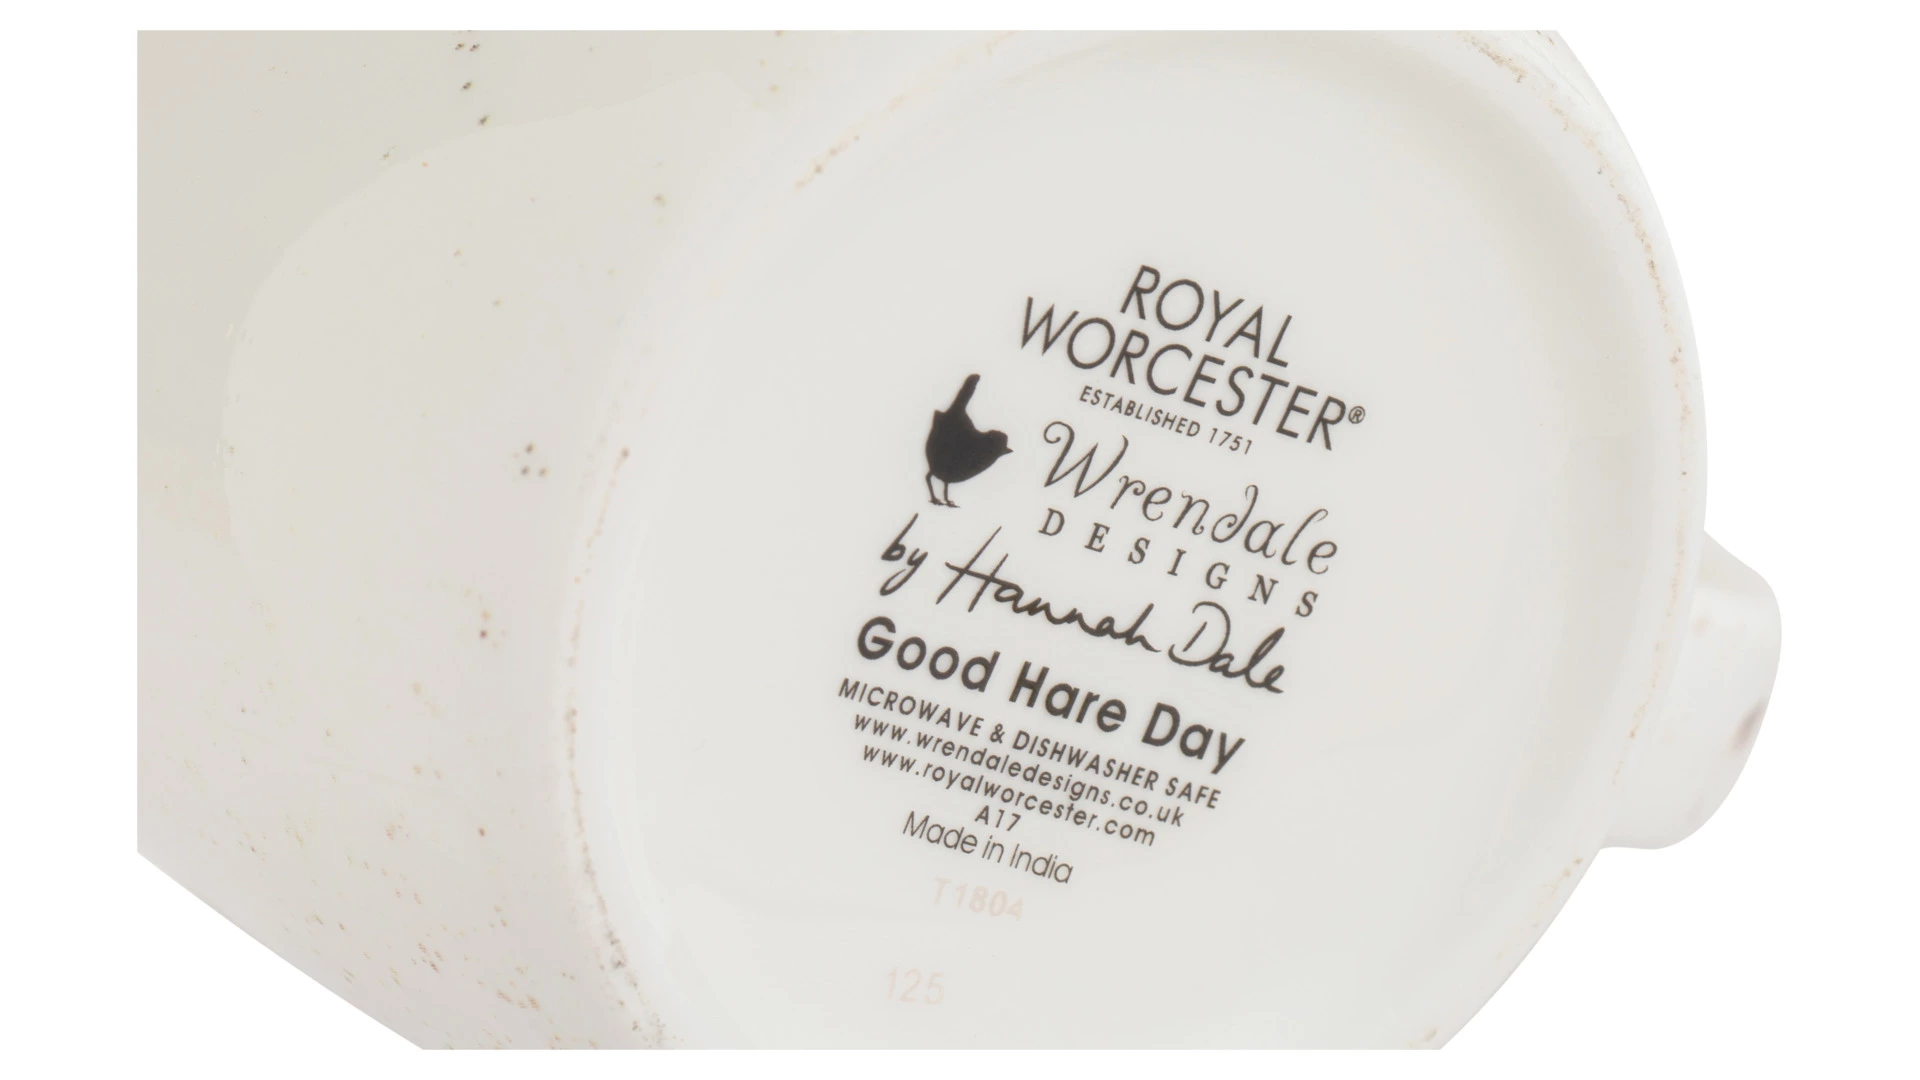 ROYAL
WORCESTER®
ESTABLISHED 1751
Wrendale
DESIGNS
by Hannah Dale
Good Hare Day
MICROWAVE & DISHWASHER SAFE
www.wrendaledesigns.co.uk
www.royalworcester.com
A17
Made in India
T1804
125